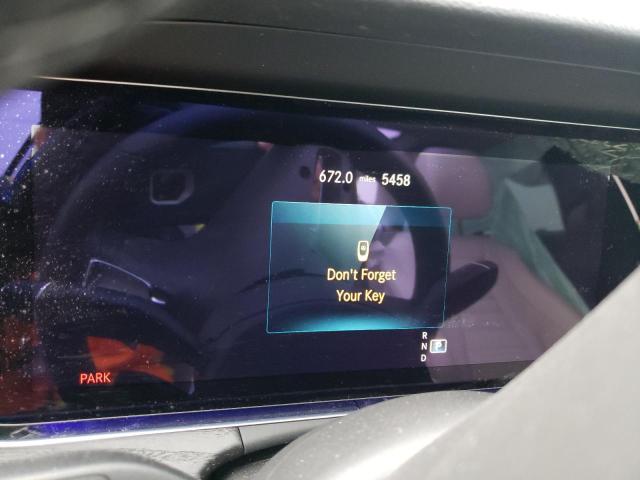 672.0 miles 5458
Don't Forget
Your Key
R
N P
D
PARK